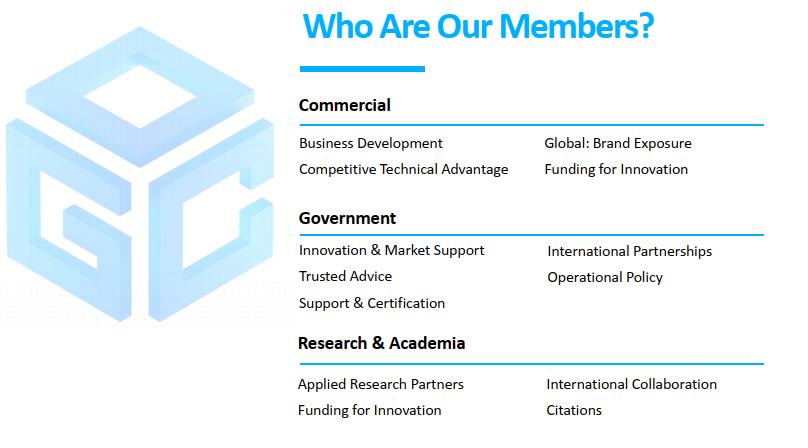 Who Are Our Members?
Commercial
Business Development
Global: Brand Exposure
Competitive Technical Advantage
Funding for Innovation
Government
Innovation & Market Support
International Partnerships
Trusted Advice
Operational Policy
Support & Certification
Research & Academia
Applied Research Partners
International Collaboration
Funding for Innovation
Citations
OGC